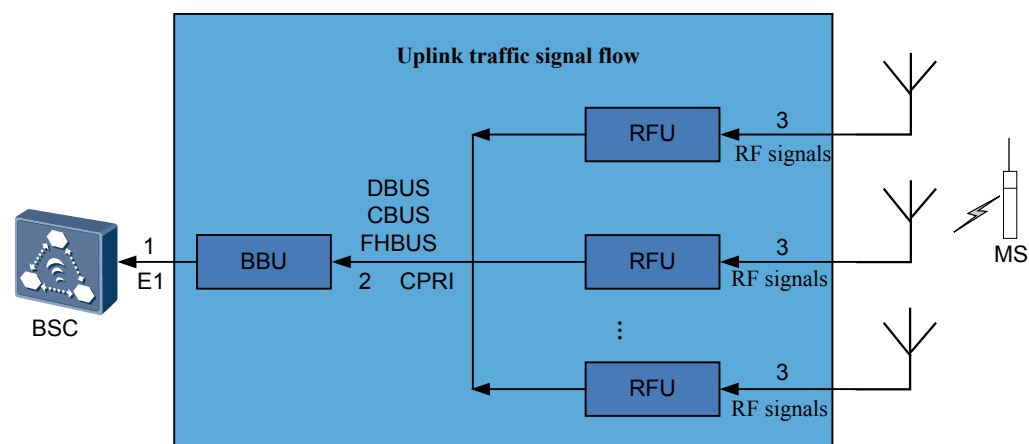 Uplink traffic signal flow
RFU
3
RF signals
DBUS
CBUS
FHBUS
1
E1
BSC
BBU
2 CPRI
RFU
3
RF signals
MS
...
RFU
3
RF signals